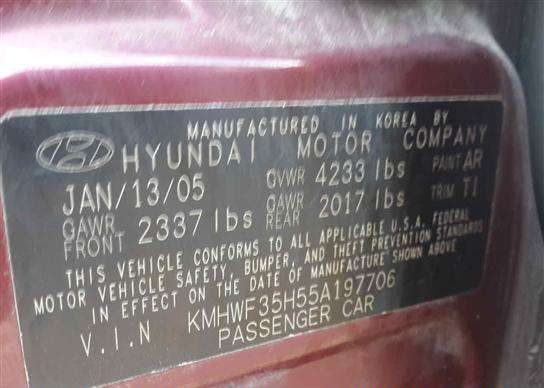 MANUFACTURED IN KOREA BY
HYUNDAI MOTOR COMPANY
JAN/13/05 GVWR 4233 lbs PAINT AR
GAWR FRONT 2337 lbs GAWR REAR 2017 lbs TRIM TI
THIS VEHICLE CONFORMS TO ALL APPLICABLE U.S.A. FEDERAL
MOTOR VEHICLE SAFETY, BUMPER, AND THEFT PREVENTION STANDARDS
IN EFFECT ON THE DATE OF MANUFACTURE SHOWN ABOVE
V.I.N KMHWF35H55A197706
PASSENGER CAR